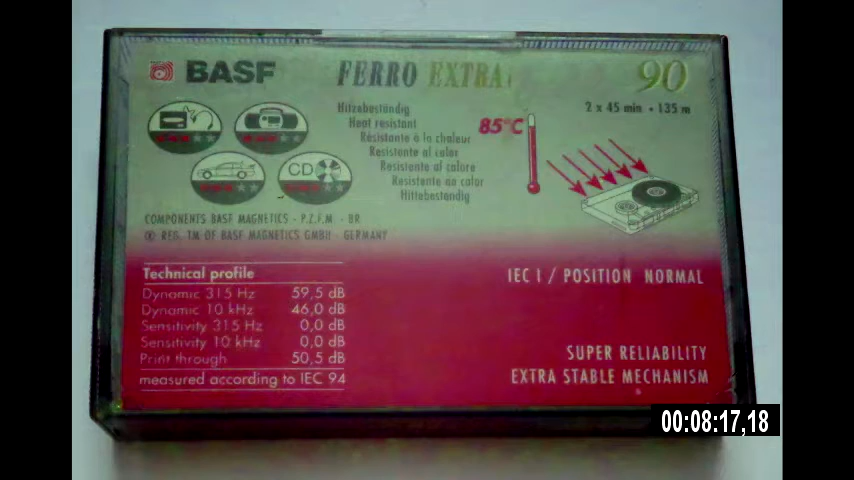 BASF
FERRO EXTRA I
90
2 x 45 min • 135 m
Hitzebeständig
Heat resistant
Résistante à la chaleur
Resistente al calor
Resistente al calore
Resistente ao calor
Hittebestendig
85°C
CD
COMPONENTS BASF MAGNETICS - P.Z.F.M. - BR
® REG. TM OF BASF MAGNETICS GMBH - GERMANY
Technical profile
Dynamic 315 Hz 59,5 dB
Dynamic 10 kHz 46,0 dB
Sensitivity 315 Hz 0,0 dB
Sensitivity 10 kHz 0,0 dB
Print through 50,5 dB
measured according to IEC 94
IEC I / POSITION NORMAL
SUPER RELIABILITY
EXTRA STABLE MECHANISM
00:08:17,18